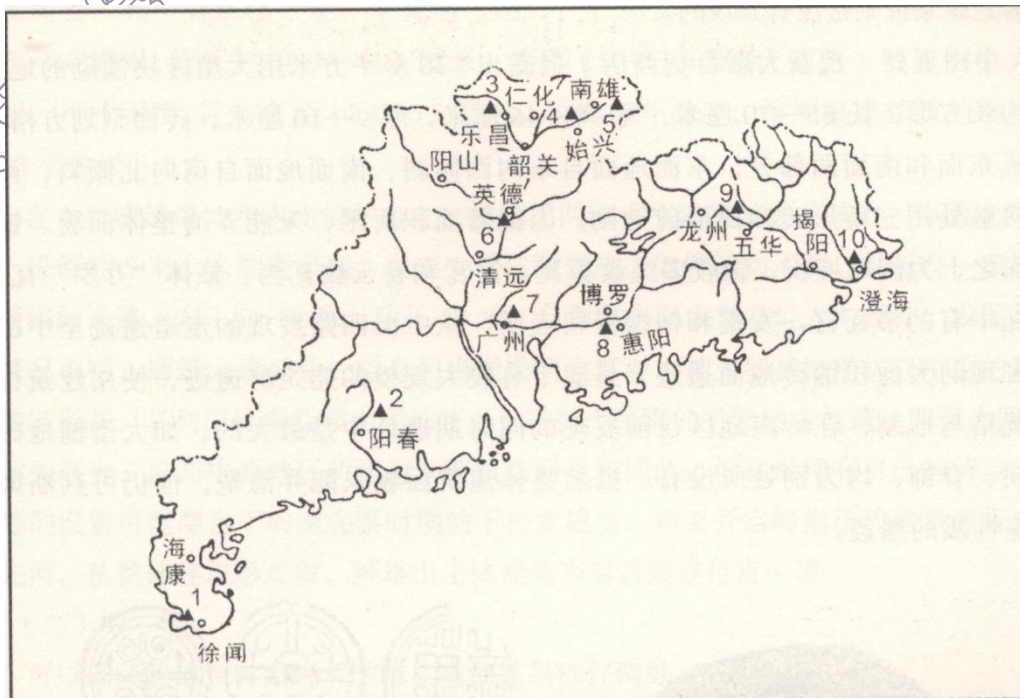 3
仁化
南雄
4
5
乐昌
始兴
阳山
韶关
英德
6
9
龙州
五华
揭阳
10
清远
澄海
7
广州
博罗
8
惠阳
2
阳春
海康
1
徐闻